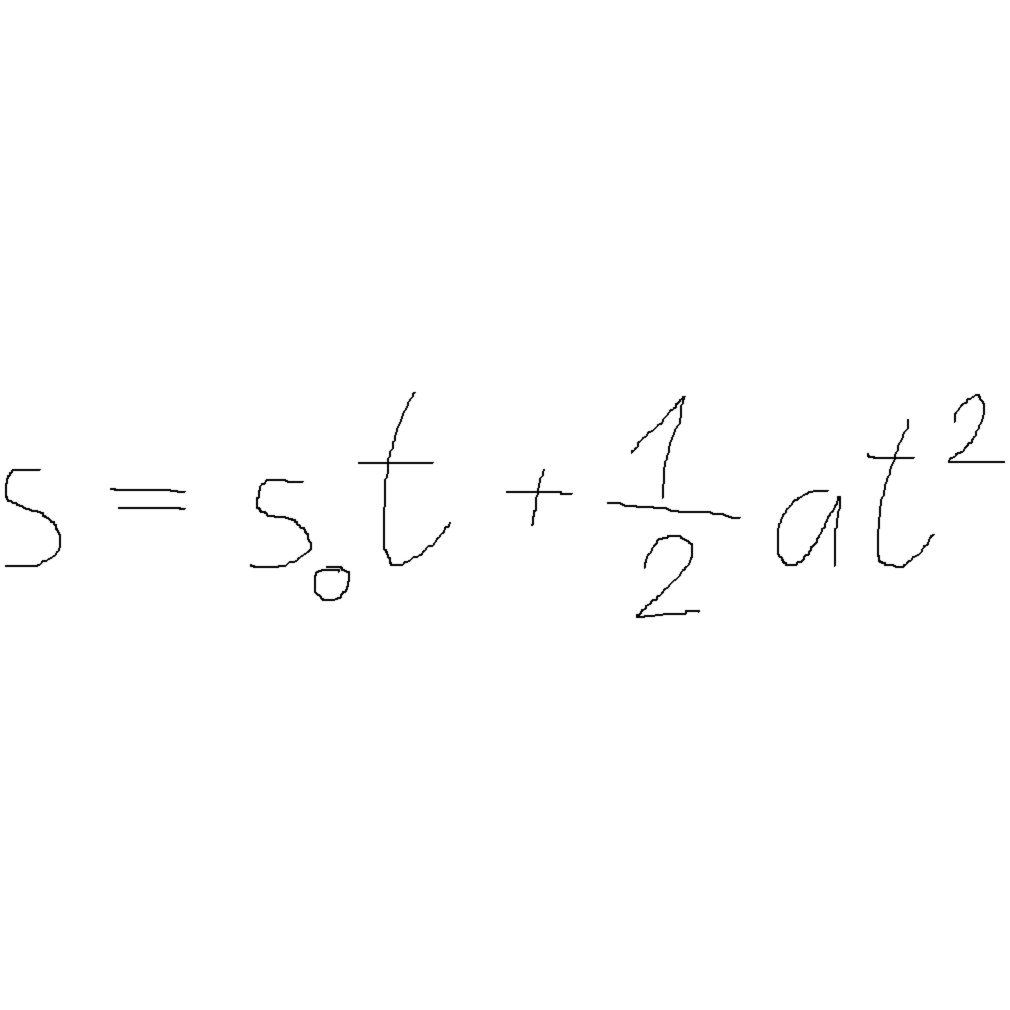 s = s₀t + 1/2 at²